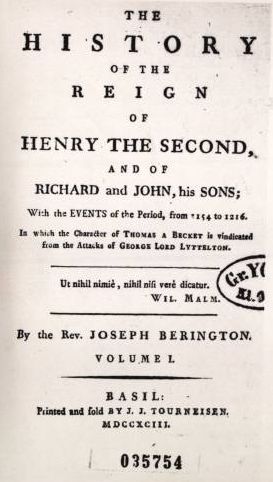 THE
HISTORY
OF THE
REIGN
OF
HENRY THE SECOND,
AND OF
RICHARD and JOHN, his SONS;
With the EVENTS of the Period, from 1154 to 1216.
In which the Character of THOMAS A BECKET is vindicated
from the Attacks of GEORGE LORD LYTTELTON.
Ut nihil nimiè, nihil nisi verè dicatur.
WIL. MALM.
By the Rev. JOSEPH BERINGTON.
VOLUME I.
BASIL:
Printed and sold BY J. J. TOURNEISEN.
MDCCXCIII.
035754